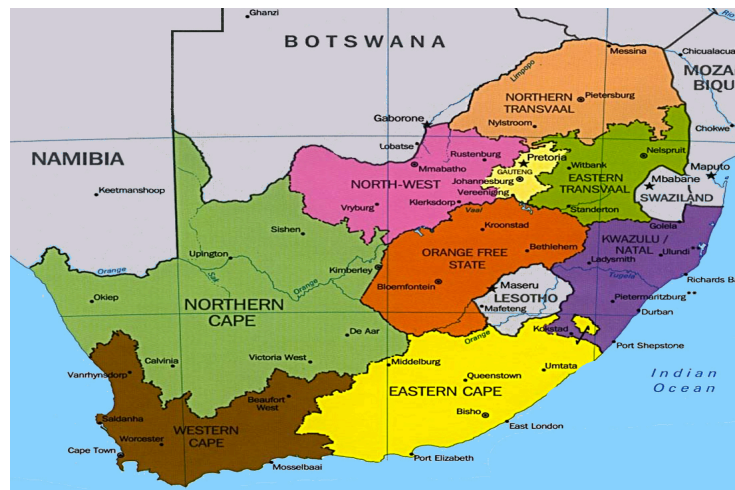 Ghanzi
BOTSWANA
Messina
Chicualacua
Limpopo
MOZA
BIQU
NORTHERN
TRANSVAAL
Pietersburg
Gaborone
Nylstroom
Chokwe
Lobatse
NAMIBIA
Rustenburg
Pretoria
Nelspruit
Mmabatho
GAUTENG
Witbank
Maputo
Keetmanshoop
NORTH-WEST
Johannesburg
EASTERN
TRANSVAAL
Mbabane
Vereeniging
SWAZILAND
Vryburg
Klerksdorp
Vaal
Standerton
Golela
Sishen
Kroonstad
KWAZULU /
NATAL
Upington
ORANGE FREE
STATE
Bethlehem
Ulundi
Ladysmith
Orange
Kimberley
Tugela
Richards B
Orange
Bloemfontein
Maseru
LESOTHO
Okiep
NORTHERN
CAPE
Pietermaritzburg
Mafeteng
Durban
De Aar
Orange
Kokstad
Port Shepstone
Calvinia
Victoria West
Middelburg
Umtata
Indian
Ocean
Vanrhynsdorp
Queenstown
EASTERN CAPE
Beaufort
West
Saldanha
WESTERN
CAPE
Bisho
Worcester
East London
Cape Town
Mosselbaai
Port Elizabeth